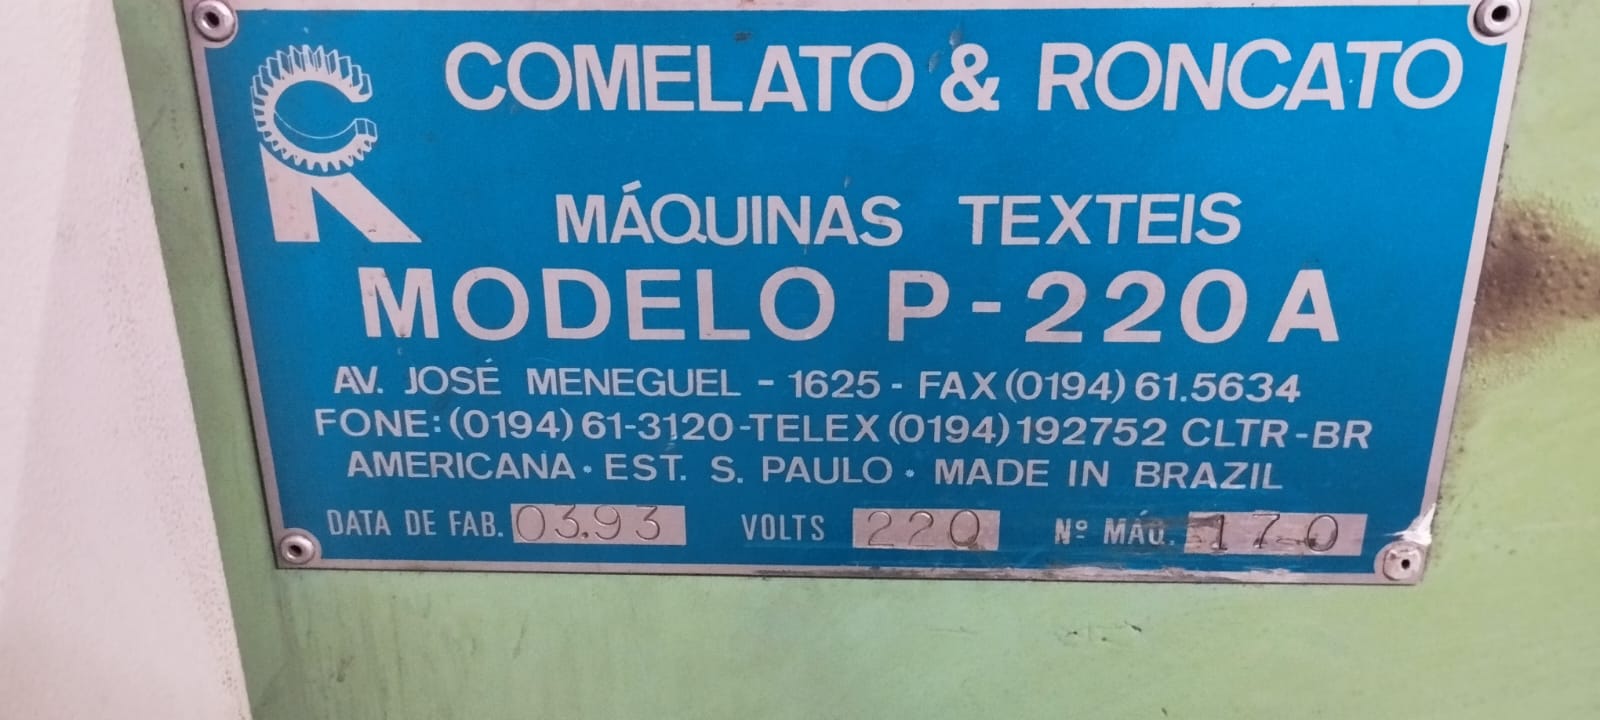 COMELATO & RONCATO
MÁQUINAS TEXTEIS
MODELO P-220A
AV. JOSÉ MENEGUEL - 1625 - FAX (0194) 61.5634
FONE: (0194) 61-3120-TELEX (0194) 192752 CLTR-BR
AMERICANA • EST. S. PAULO • MADE IN BRAZIL
DATA DE FAB. 03.93 VOLTS 220 Nº MÁQ. 170